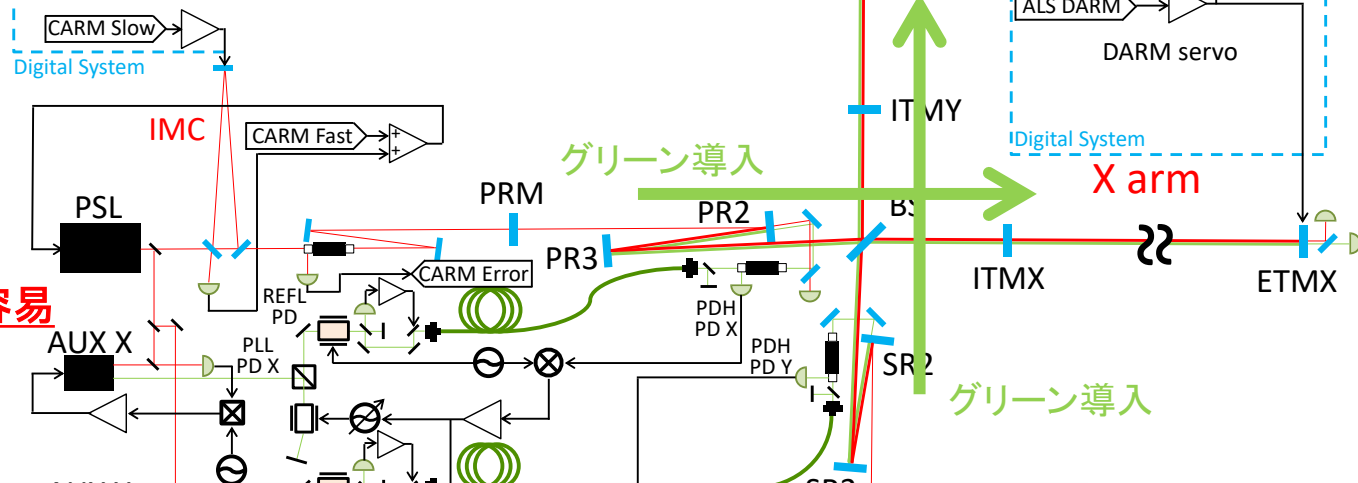 CARM Slow
Digital System
ALS DARM
DARM servo
Digital System
IMC
CARM Fast
ITMY
グリーン導入
X arm
PSL
PRM
PR2
BS
PR3
CARM Error
ITMX
ETMX
容易
REFL
PD
PDH
PD X
AUX X
PLL
PD X
PDH
PD Y
SR2
グリーン導入